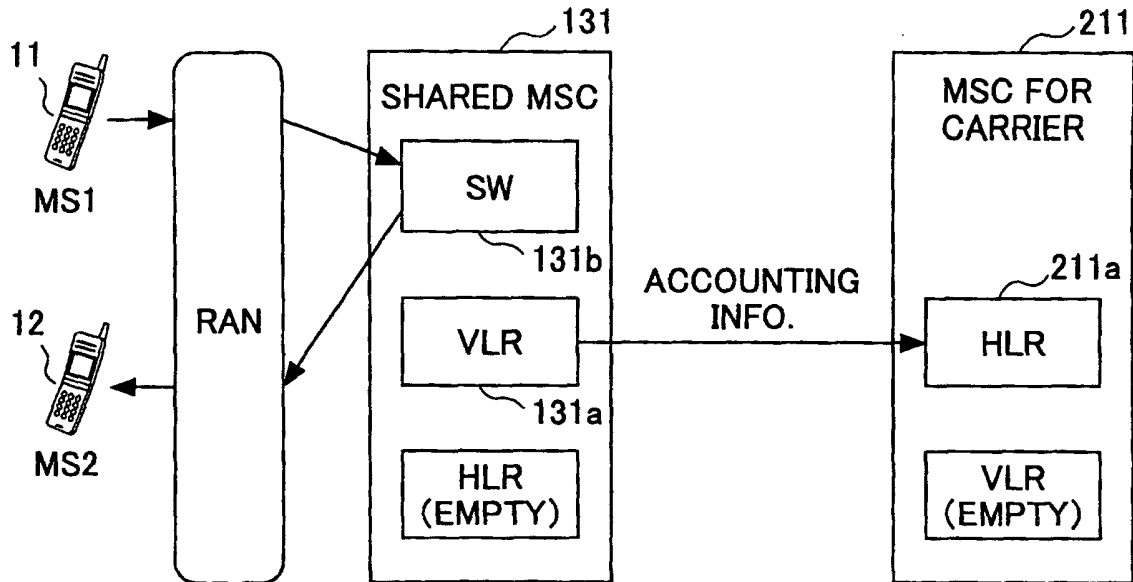 11
MS1
12
MS2
RAN
131
SHARED MSC
SW
131b
VLR
131a
HLR
(EMPTY)
ACCOUNTING
INFO.
211
MSC FOR
CARRIER
211a
HLR
VLR
(EMPTY)